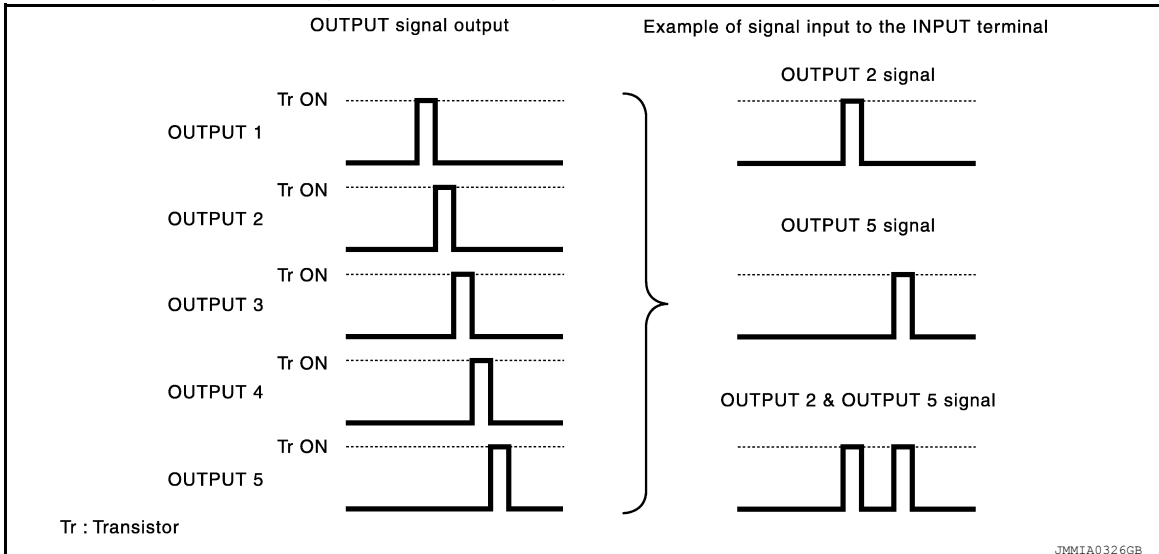 OUTPUT signal output
Tr ON
OUTPUT 1
Tr ON
OUTPUT 2
Tr ON
OUTPUT 3
Tr ON
OUTPUT 4
Tr ON
OUTPUT 5
Tr : Transistor
Example of signal input to the INPUT terminal
OUTPUT 2 signal
OUTPUT 5 signal
OUTPUT 2 & OUTPUT 5 signal
JMMIA0326GB